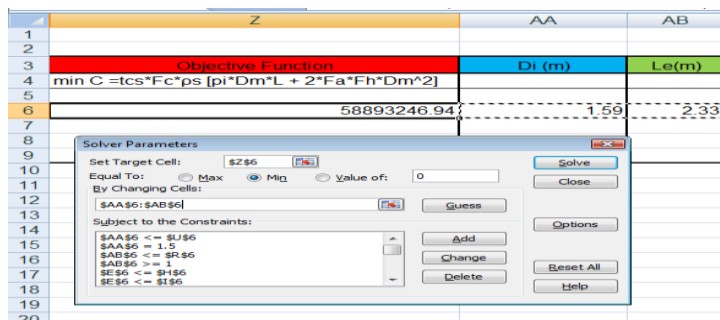 Z AA AB
1
2
3 Objective Function Di (m) Le(m)
4 min C =tcs*Fc*ρs [pi*Dm*L + 2*Fa*Fh*Dm^2]
5
6 58893246.94 1.59 2.33
7
8 Solver Parameters
9 Set Target Cell: $Z$6 Solve
10 Equal To: Max Min Value of: 0 Close
11 By Changing Cells:
12 $AA$6:$AB$6 Guess
13 Subject to the Constraints: Options
14 $AA$6 <= $U$6 Add
15 $AA$6 = 1.5
16 $AB$6 <= $R$6 Change
$AB$6 >= 1 Reset All
17 $E$6 <= $H$6 Delete
18 $E$6 <= $I$6 Help
19
20